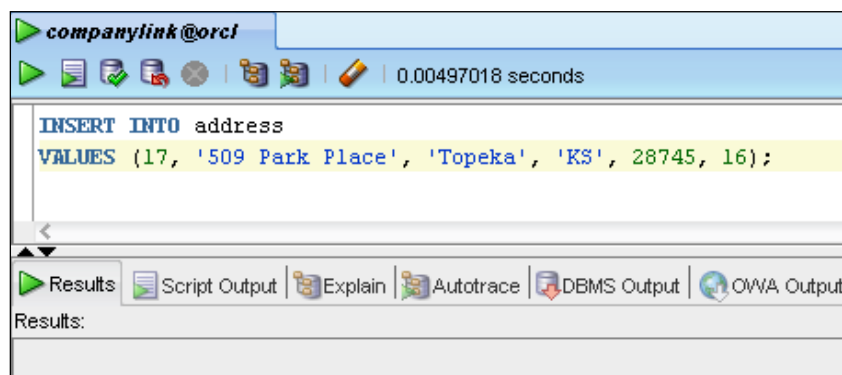 companylink@orcl
0.00497018 seconds
INSERT INTO address
VALUES (17, '509 Park Place', 'Topeka', 'KS', 28745, 16);
Results Script Output Explain Autotrace DBMS Output OWA Output
Results: